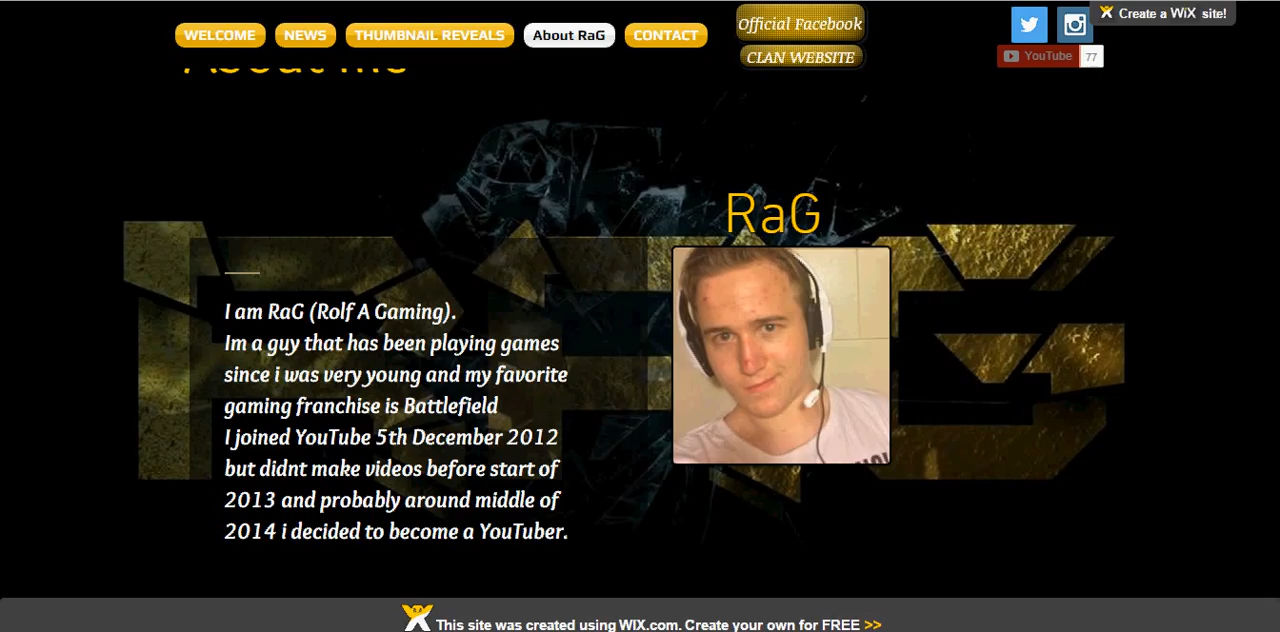 WELCOME
NEWS
THUMBNAIL REVEALS
About RaG
CONTACT
Official Facebook
CLAN WEBSITE
Create a WiX site!
YouTube 77
About me
RaG
I am RaG (Rolf A Gaming).
Im a guy that has been playing games
since i was very young and my favorite
gaming franchise is Battlefield
I joined YouTube 5th December 2012
but didnt make videos before start of
2013 and probably around middle of
2014 i decided to become a YouTuber.
RAG
This site was created using WIX.com. Create your own for FREE >>